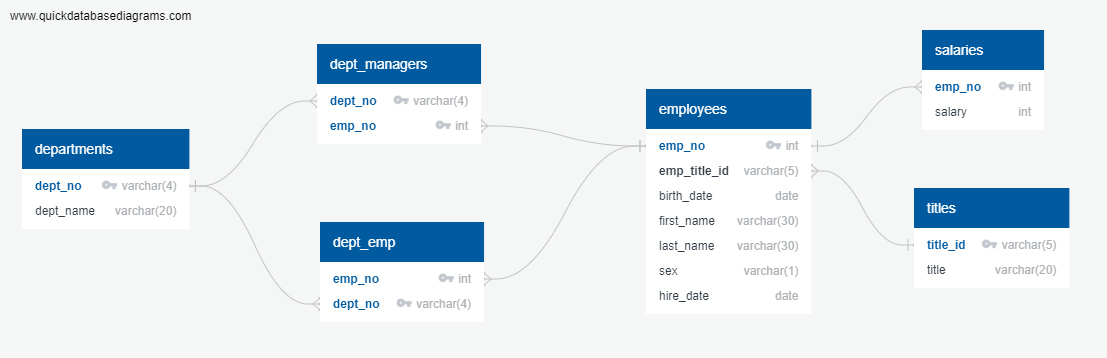 www.quickdatabasediagrams.com
departments
dept_no varchar(4)
dept_name varchar(20)
dept_managers
dept_no varchar(4)
emp_no int
dept_emp
emp_no int
dept_no varchar(4)
employees
emp_no int
emp_title_id varchar(5)
birth_date date
first_name varchar(30)
last_name varchar(30)
sex varchar(1)
hire_date date
salaries
emp_no int
salary int
titles
title_id varchar(5)
title varchar(20)